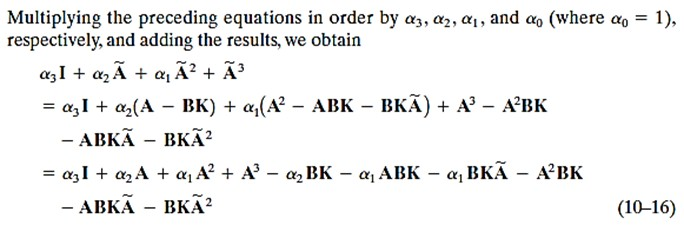 Multiplying the preceding equations in order by α₃, α₂, α₁, and α₀ (where α₀ = 1),
respectively, and adding the results, we obtain
α₃I + α₂Ã + α₁Ã² + Ã³
= α₃I + α₂(A − BK) + α₁(A² − ABK − BKÃ) + A³ − A²BK
− ABKÃ − BKÃ²
= α₃I + α₂A + α₁A² + A³ − α₂BK − α₁ABK − α₁BKÃ − A²BK
− ABKÃ − BKÃ² (10–16)